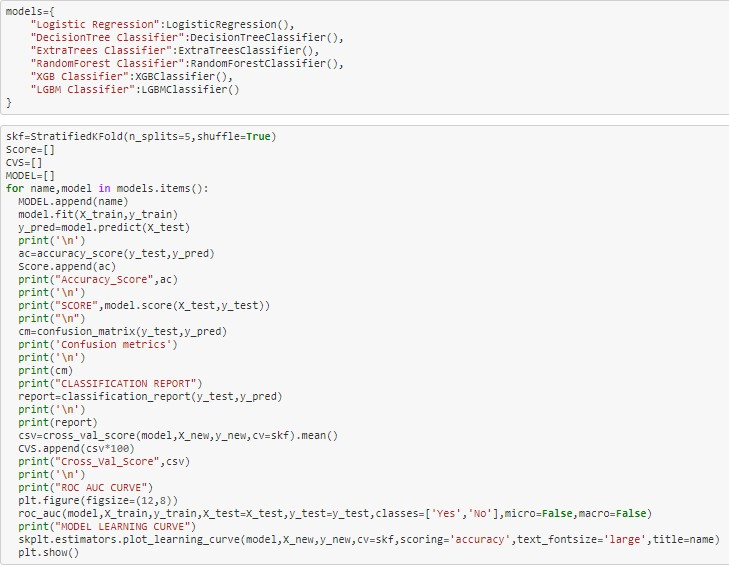 models={
    "Logistic Regression":LogisticRegression(),
    "DecisionTree Classifier":DecisionTreeClassifier(),
    "ExtraTrees Classifier":ExtraTreesClassifier(),
    "RandomForest Classifier":RandomForestClassifier(),
    "XGB Classifier":XGBClassifier(),
    "LGBM Classifier":LGBMClassifier()
}
skf=StratifiedKFold(n_splits=5,shuffle=True)
Score=[]
CVS=[]
MODEL=[]
for name,model in models.items():
  MODEL.append(name)
  model.fit(X_train,y_train)
  y_pred=model.predict(X_test)
  print('\n')
  ac=accuracy_score(y_test,y_pred)
  Score.append(ac)
  print("Accuracy_Score",ac)
  print('\n')
  print("SCORE",model.score(X_test,y_test))
  print("\n")
  cm=confusion_matrix(y_test,y_pred)
  print('Confusion metrics')
  print('\n')
  print(cm)
  print("CLASSIFICATION REPORT")
  report=classification_report(y_test,y_pred)
  print('\n')
  print(report)
  csv=cross_val_score(model,X_new,y_new,cv=skf).mean()
  CVS.append(csv*100)
  print("Cross_Val_Score",csv)
  print('\n')
  print("ROC AUC CURVE")
  plt.figure(figsize=(12,8))
  roc_auc(model,X_train,y_train,X_test=X_test,y_test=y_test,classes=['Yes','No'],micro=False,macro=False)
  print("MODEL LEARNING CURVE")
  skplt.estimators.plot_learning_curve(model,X_new,y_new,cv=skf,scoring='accuracy',text_fontsize='large',title=name)
  plt.show()